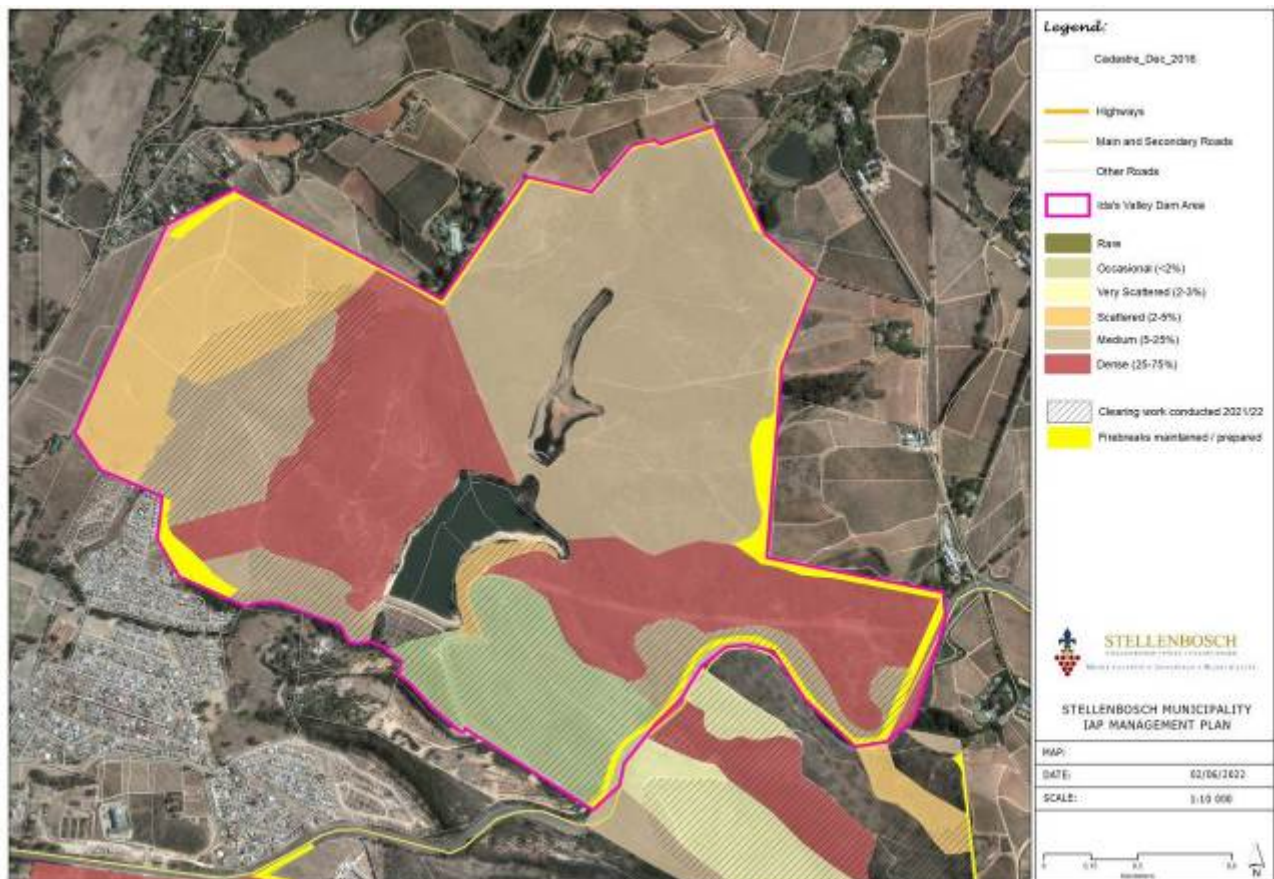 Legend:
Cadastre_Dec_2016
Highways
Main and Secondary Roads
Other Roads
Ida's Valley Dam Area
Rare
Occasional (<2%)
Very Scattered (2-3%)
Scattered (2-5%)
Medium (5-25%)
Dense (25-75%)
Clearing work conducted 2021/22
Firebreaks maintained / prepared
STELLENBOSCH
STELLENBOSCH MUNICIPALITY
IAP MANAGEMENT PLAN
MAP:
DATE: 02/06/2022
SCALE: 1:10 000
N